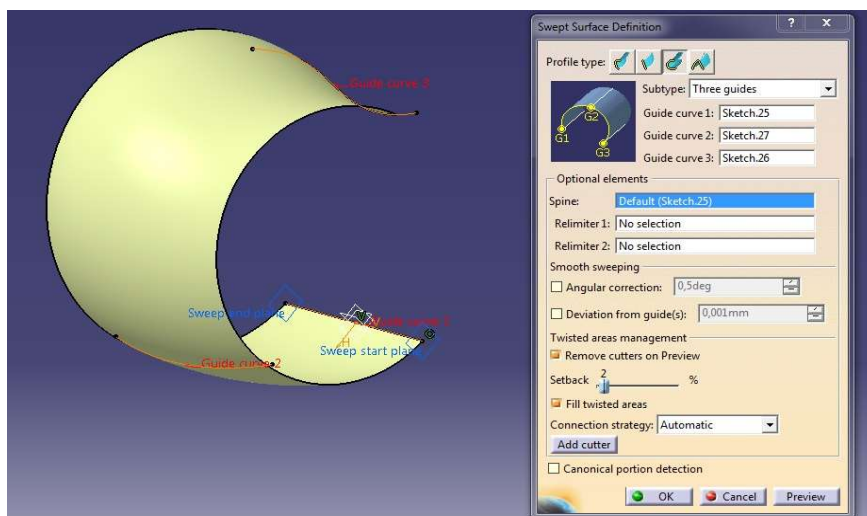 Guide curve 3
Sweep end plane
Guide curve 1
Sweep start plane
H
Guide curve 2
Swept Surface Definition
? X
Profile type:
Subtype: Three guides
G1
G2
G3
Guide curve 1: Sketch.25
Guide curve 2: Sketch.27
Guide curve 3: Sketch.26
Optional elements
Spine: Default (Sketch.25)
Relimiter 1: No selection
Relimiter 2: No selection
Smooth sweeping
Angular correction: 0,5deg
Deviation from guide(s): 0,001mm
Twisted areas management
Remove cutters on Preview
Setback 2 %
Fill twisted areas
Connection strategy: Automatic
Add cutter
Canonical portion detection
OK Cancel Preview